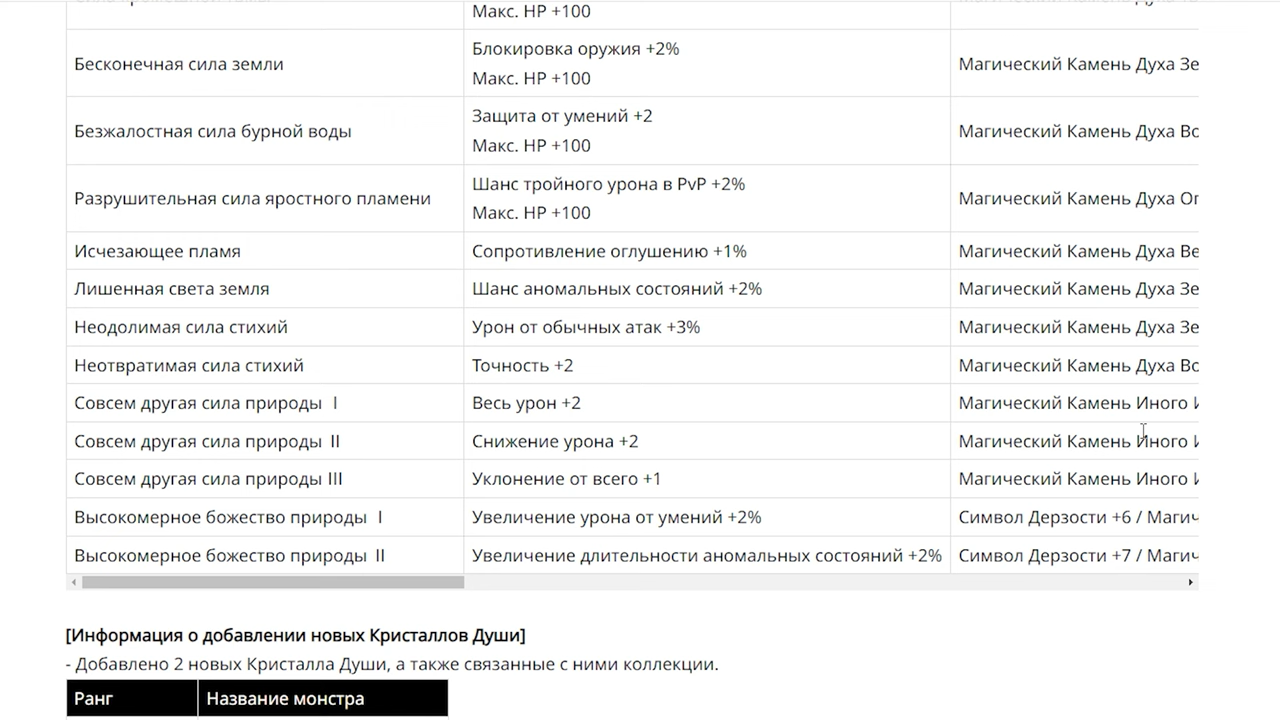 Макс. HP +100
Бесконечная сила земли
Блокировка оружия +2%
Макс. HP +100
Магический Камень Духа Зе
Безжалостная сила бурной воды
Защита от умений +2
Макс. HP +100
Магический Камень Духа Во
Разрушительная сила яростного пламени
Шанс тройного урона в PvP +2%
Макс. HP +100
Магический Камень Духа Ог
Исчезающее пламя
Сопротивление оглушению +1%
Магический Камень Духа Ве
Лишенная света земля
Шанс аномальных состояний +2%
Магический Камень Духа Зе
Неодолимая сила стихий
Урон от обычных атак +3%
Магический Камень Духа Зе
Неотвратимая сила стихий
Точность +2
Магический Камень Духа Во
Совсем другая сила природы I
Весь урон +2
Магический Камень Иного И
Совсем другая сила природы II
Снижение урона +2
Магический Камень Иного И
Совсем другая сила природы III
Уклонение от всего +1
Магический Камень Иного И
Высокомерное божество природы I
Увеличение урона от умений +2%
Символ Дерзости +6 / Магич
Высокомерное божество природы II
Увеличение длительности аномальных состояний +2%
Символ Дерзости +7 / Магич
[Информация о добавлении новых Кристаллов Души]
- Добавлено 2 новых Кристалла Души, а также связанные с ними коллекции.
Ранг
Название монстра